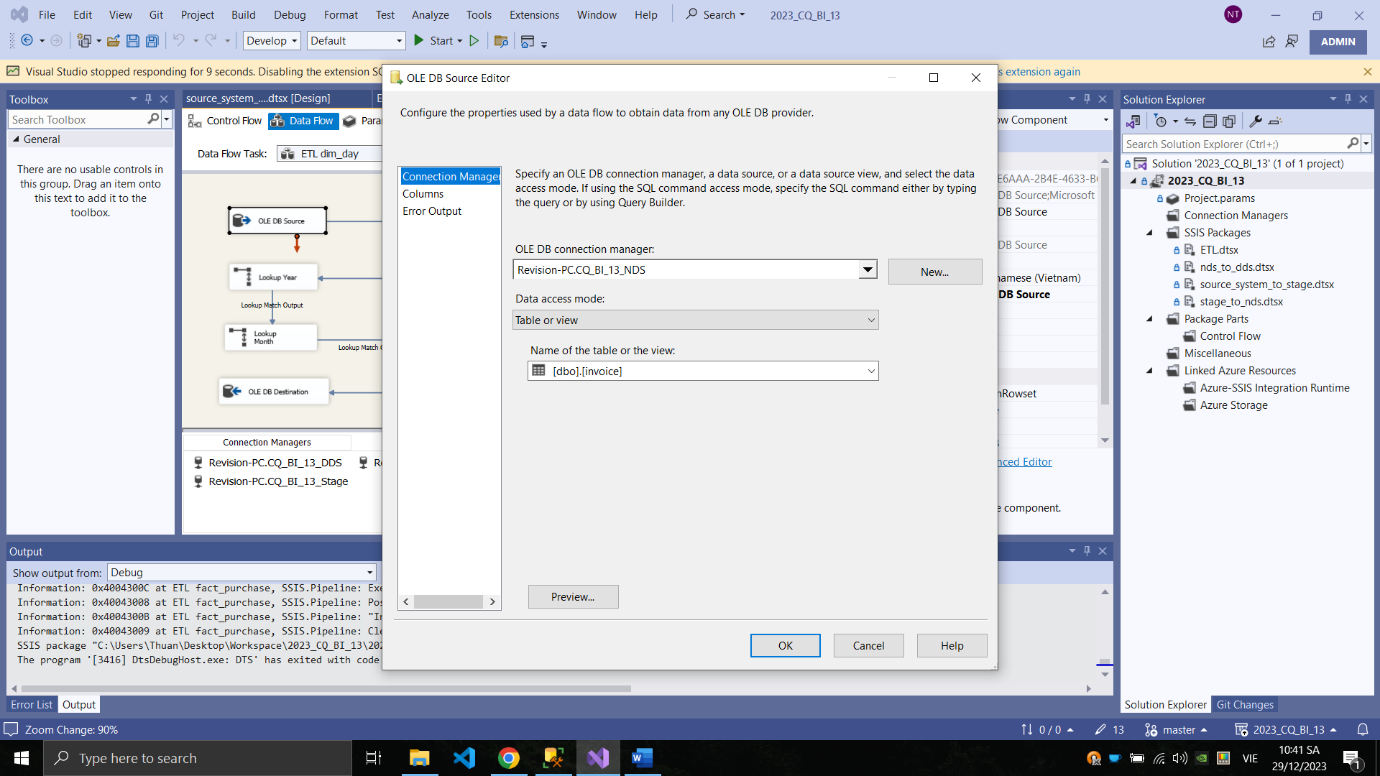 File Edit View Git Project Build Debug Format Test Analyze Tools Extensions Window Help Search 2023_CQ_BI_13 NT
Develop Default Start ADMIN
Visual Studio stopped responding for 9 seconds. Disabling the extension
s extension again
Toolbox
Search Toolbox
General
There are no usable controls in
this group. Drag an item onto
this text to add it to the
toolbox.
source_system_....dtsx [Design]
Control Flow Data Flow
Data Flow Task: ETL dim_day
OLE DB Source
Lookup Year
Lookup Match Output
Lookup
Month
Lookup Match
OLE DB Destination
Connection Managers
Revision-PC.CQ_BI_13_DDS
Revision-PC.CQ_BI_13_Stage
OLE DB Source Editor
Configure the properties used by a data flow to obtain data from any OLE DB provider.
Connection Manager
Columns
Error Output
Specify an OLE DB connection manager, a data source, or a data source view, and select the data
access mode. If using the SQL command access mode, specify the SQL command either by typing
the query or by using Query Builder.
OLE DB connection manager:
Revision-PC.CQ_BI_13_NDS
New...
Data access mode:
Table or view
Name of the table or the view:
[dbo].[invoice]
Preview...
OK Cancel Help
ow Component
E6AAA-2B4E-4633-B
DB Source;Microsoft
B Source
DB Source
namese (Vietnam)
DB Source
nRowset
nced Editor
e component.
Solution Explorer
Search Solution Explorer (Ctrl+;)
Solution '2023_CQ_BI_13' (1 of 1 project)
2023_CQ_BI_13
Project.params
Connection Managers
SSIS Packages
ETL.dtsx
nds_to_dds.dtsx
source_system_to_stage.dtsx
stage_to_nds.dtsx
Package Parts
Control Flow
Miscellaneous
Linked Azure Resources
Azure-SSIS Integration Runtime
Azure Storage
Solution Explorer Git Changes
Output
Show output from: Debug
Information: 0x4004300C at ETL fact_purchase, SSIS.Pipeline: Exe
Information: 0x40043008 at ETL fact_purchase, SSIS.Pipeline: Pos
Information: 0x4004300B at ETL fact_purchase, SSIS.Pipeline: "In
Information: 0x40043009 at ETL fact_purchase, SSIS.Pipeline: Cle
SSIS package "C:\Users\Thuan\Desktop\Workspace\2023_CQ_BI_13\202
The program '[3416] DtsDebugHost.exe: DTS' has exited with code
Error List Output
Zoom Change: 90% 0 / 0 13 master 2023_CQ_BI_13
Type here to search
VIE
10:41 SA
29/12/2023
1